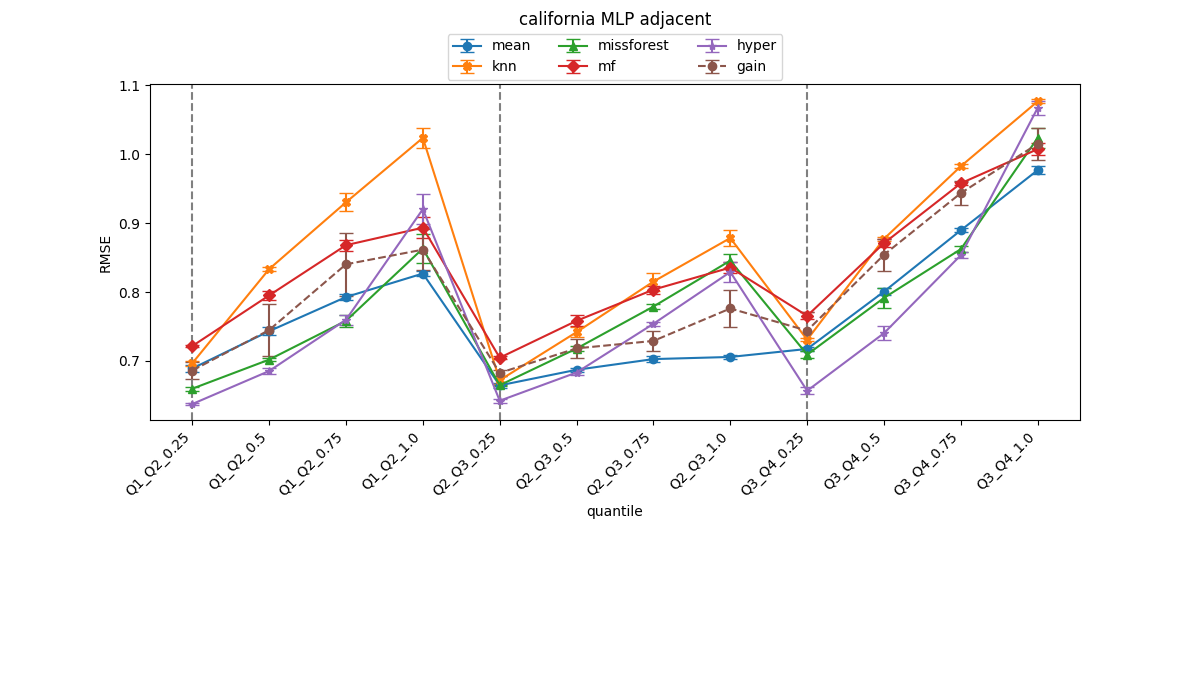 california MLP adjacent
mean missforest hyper
knn mf gain
1.1
1.0
0.9
0.8
0.7
RMSE
Q1_Q2_0.25 Q1_Q2_0.5 Q1_Q2_0.75 Q1_Q2_1.0 Q2_Q3_0.25 Q2_Q3_0.5 Q2_Q3_0.75 Q2_Q3_1.0 Q3_Q4_0.25 Q3_Q4_0.5 Q3_Q4_0.75 Q3_Q4_1.0
quantile